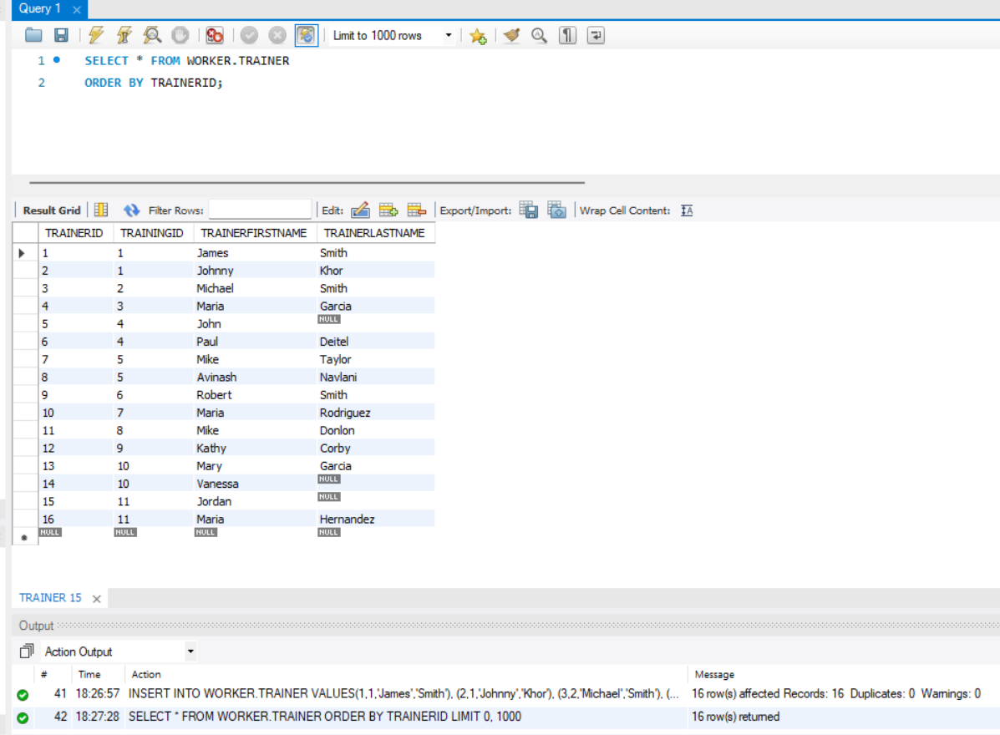 Query 1
Limit to 1000 rows
1 SELECT * FROM WORKER.TRAINER
2 ORDER BY TRAINERID;
Result Grid Filter Rows: Edit: Export/Import: Wrap Cell Content:
TRAINERID TRAININGID TRAINERFIRSTNAME TRAINERLASTNAME
1 1 James Smith
2 1 Johnny Khor
3 2 Michael Smith
4 3 Maria Garcia
5 4 John NULL
6 4 Paul Deitel
7 5 Mike Taylor
8 5 Avinash Navlani
9 6 Robert Smith
10 7 Maria Rodriguez
11 8 Mike Donlon
12 9 Kathy Corby
13 10 Mary Garcia
14 10 Vanessa NULL
15 11 Jordan NULL
16 11 Maria Hernandez
NULL NULL NULL NULL
TRAINER 15
Output
Action Output
# Time Action Message
41 18:26:57 INSERT INTO WORKER.TRAINER VALUES(1,1,'James','Smith'), (2,1,'Johnny','Khor'), (3,2,'Michael','Smith'), (... 16 row(s) affected Records: 16 Duplicates: 0 Warnings: 0
42 18:27:28 SELECT * FROM WORKER.TRAINER ORDER BY TRAINERID LIMIT 0, 1000 16 row(s) returned